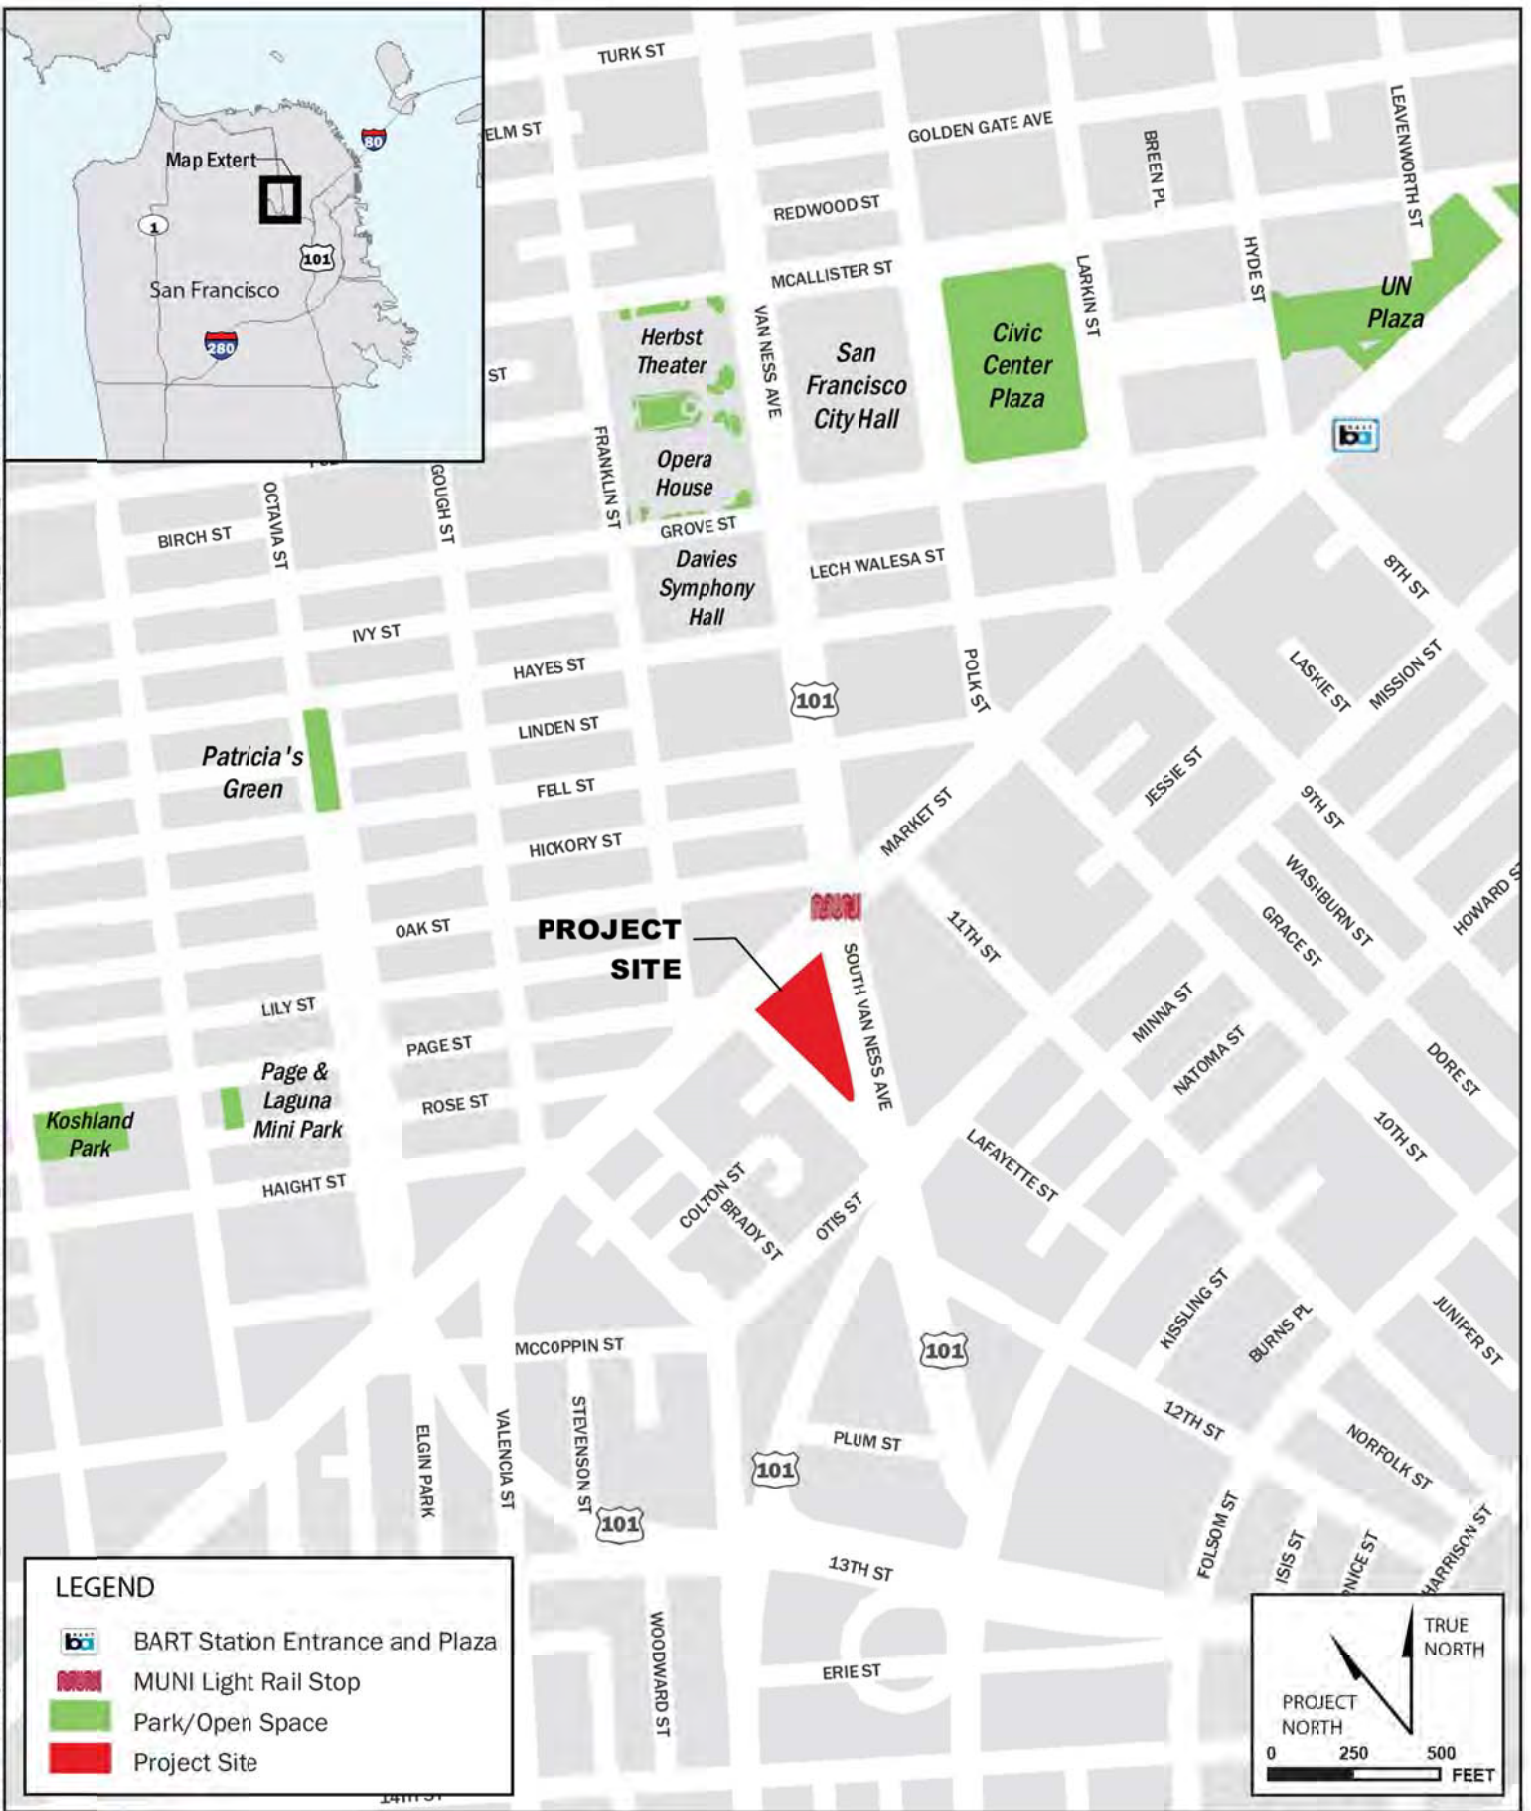 TURK ST
ELM ST
GOLDEN GATE AVE
LEAVENWORTH ST
BREEN PL
80
Map Extert
REDWOOD ST
1
101
San Francisco
280
MCALLISTER ST
LARKIN ST
HYDE ST
UN
Plaza
VAN NESS AVE
Herbst
Theater
San
Francisco
City Hall
Civic
Center
Plaza
ST
BART
ba
Opera
House
FRANKLIN ST
GOUGH ST
OCTAVIA ST
BIRCH ST
GROVE ST
Davies
Symphony
Hall
LECH WALESA ST
8TH ST
IVY ST
HAYES ST
POLK ST
LASKIE ST
MISSION ST
101
LINDEN ST
Patricia's
Green
FELL ST
JESSIE ST
9TH ST
MARKET ST
HICKORY ST
WASHBURN ST
HOWARD S
GRACE ST
MUNI
OAK ST
PROJECT
SITE
11TH ST
SOUTH VAN NESS AVE
LILY ST
MINNA ST
PAGE ST
NATOMA ST
DORE ST
Page &
Laguna
Mini Park
ROSE ST
Koshland
Park
10TH ST
LAFAYETTE ST
HAIGHT ST
COLTON ST
BRADY ST
OTIS ST
KISSLING ST
BURNS PL
JUNIPER ST
MCCOPPIN ST
101
12TH ST
ELGIN PARK
VALENCIA ST
STEVENSON ST
PLUM ST
NORFOLK ST
101
101
FOLSOM ST
ISIS ST
RNICE ST
HARRISON ST
13TH ST
WOODWARD ST
ERIE ST
LEGEND
BART
ba
BART Station Entrance and Plaza
MUNI
MUNI Light Rail Stop
Park/Open Space
Project Site
14TH ST
TRUE
NORTH
PROJECT
NORTH
0 250 500
FEET